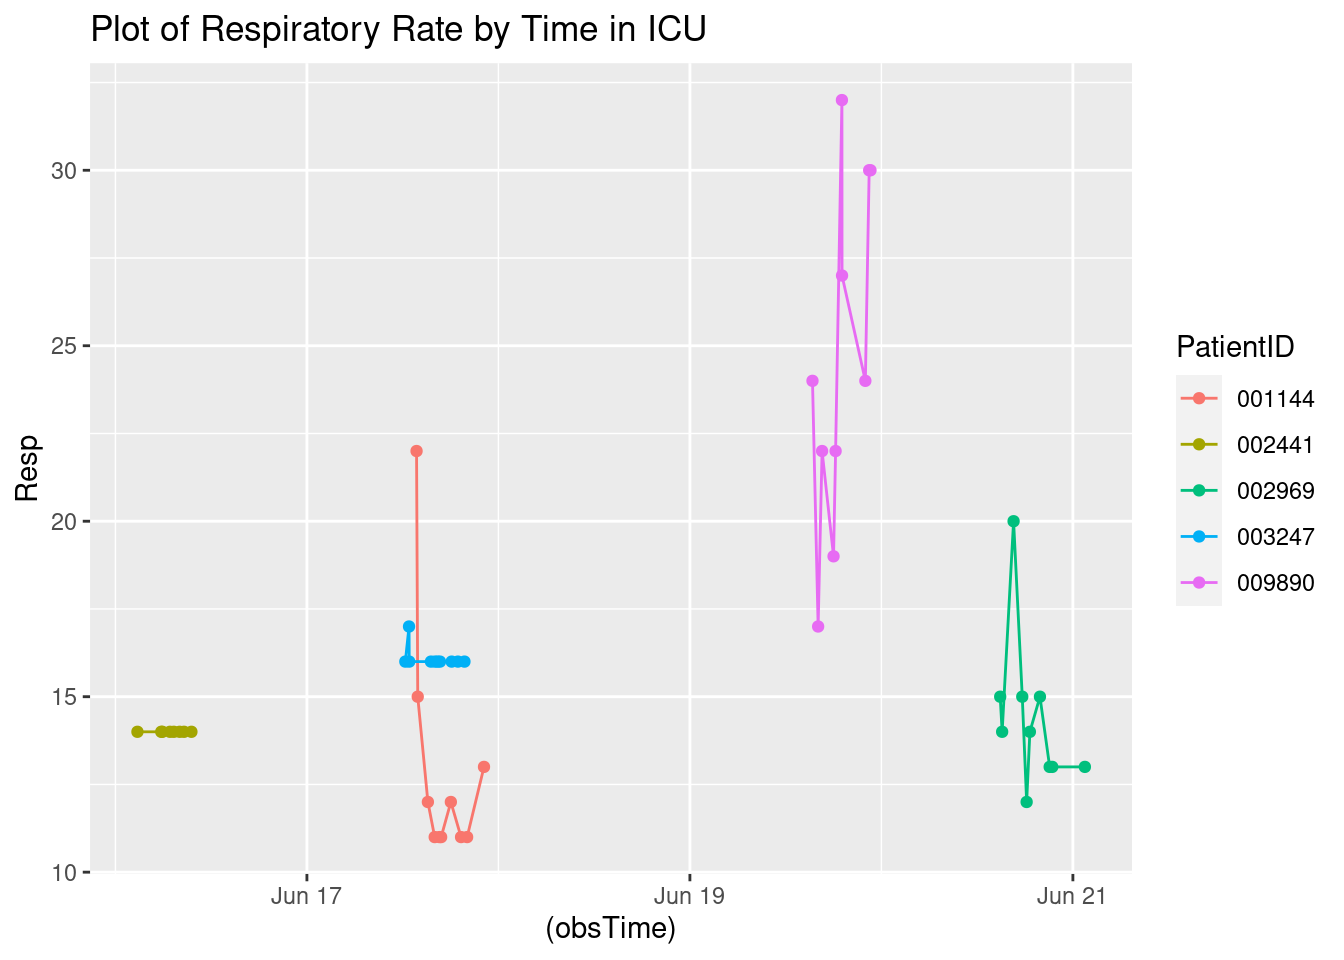 Plot of Respiratory Rate by Time in ICU
30
25
20
15
10
Resp
Jun 17
Jun 19
Jun 21
(obsTime)
PatientID
001144
002441
002969
003247
009890